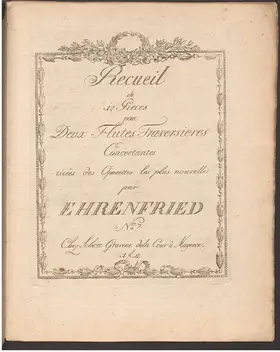 Recueil
de
12 Pieces
pour
Deux Flutes Traversieres
Concertantes
tirées des Operettes les plus nouvelles
par
EHRENFRIED
No. 7.
Chez Schott Graveur de la Cour à Mayence